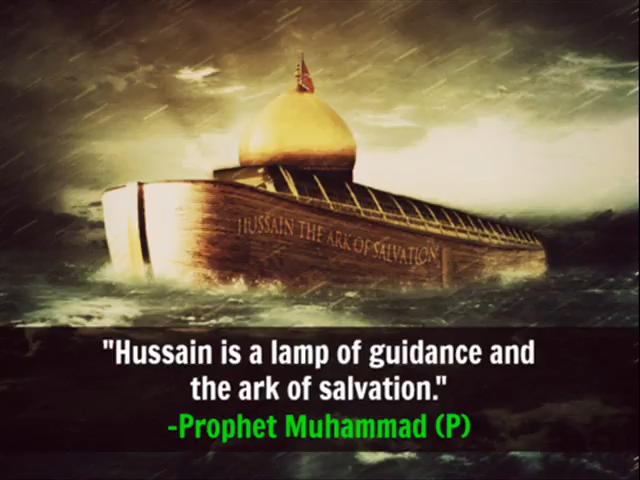 HUSSAIN THE ARK OF SALVATION
"Hussain is a lamp of guidance and
the ark of salvation."
-Prophet Muhammad (P)